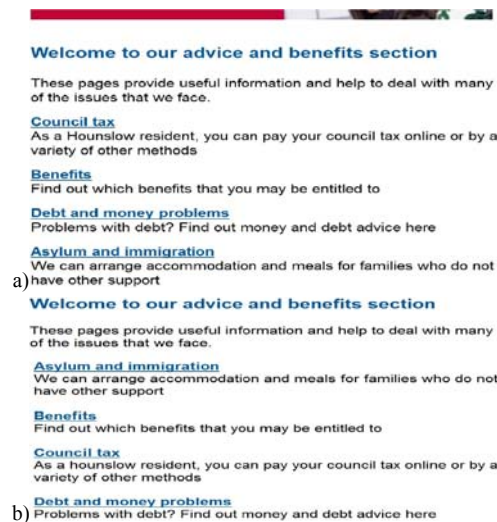 Welcome to our advice and benefits section
These pages provide useful information and help to deal with many
of the issues that we face.
Council tax
As a Hounslow resident, you can pay your council tax online or by a
variety of other methods
Benefits
Find out which benefits that you may be entitled to
Debt and money problems
Problems with debt? Find out money and debt advice here
Asylum and immigration
We can arrange accommodation and meals for families who do not
a) have other support
Welcome to our advice and benefits section
These pages provide useful information and help to deal with many
of the issues that we face.
Asylum and immigration
We can arrange accommodation and meals for families who do not
have other support
Benefits
Find out which benefits that you may be entitled to
Council tax
As a hounslow resident, you can pay your council tax online or by a
variety of other methods
Debt and money problems
b) Problems with debt? Find out money and debt advice here